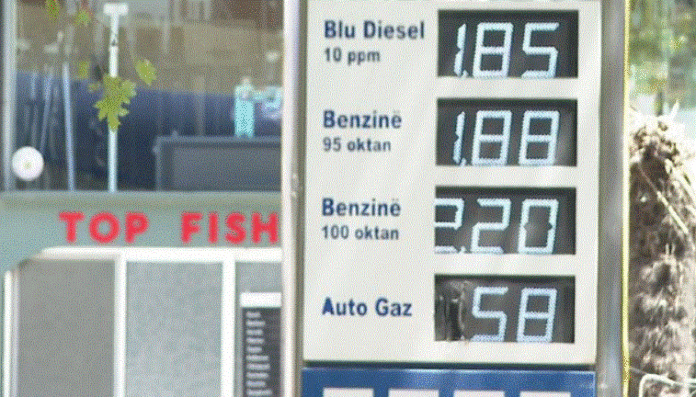 Blu Diesel 1.85
10 ppm
Benzinë 1.88
95 oktan
Benzinë 2.20
100 oktan
Auto Gaz .58
TOP FISH